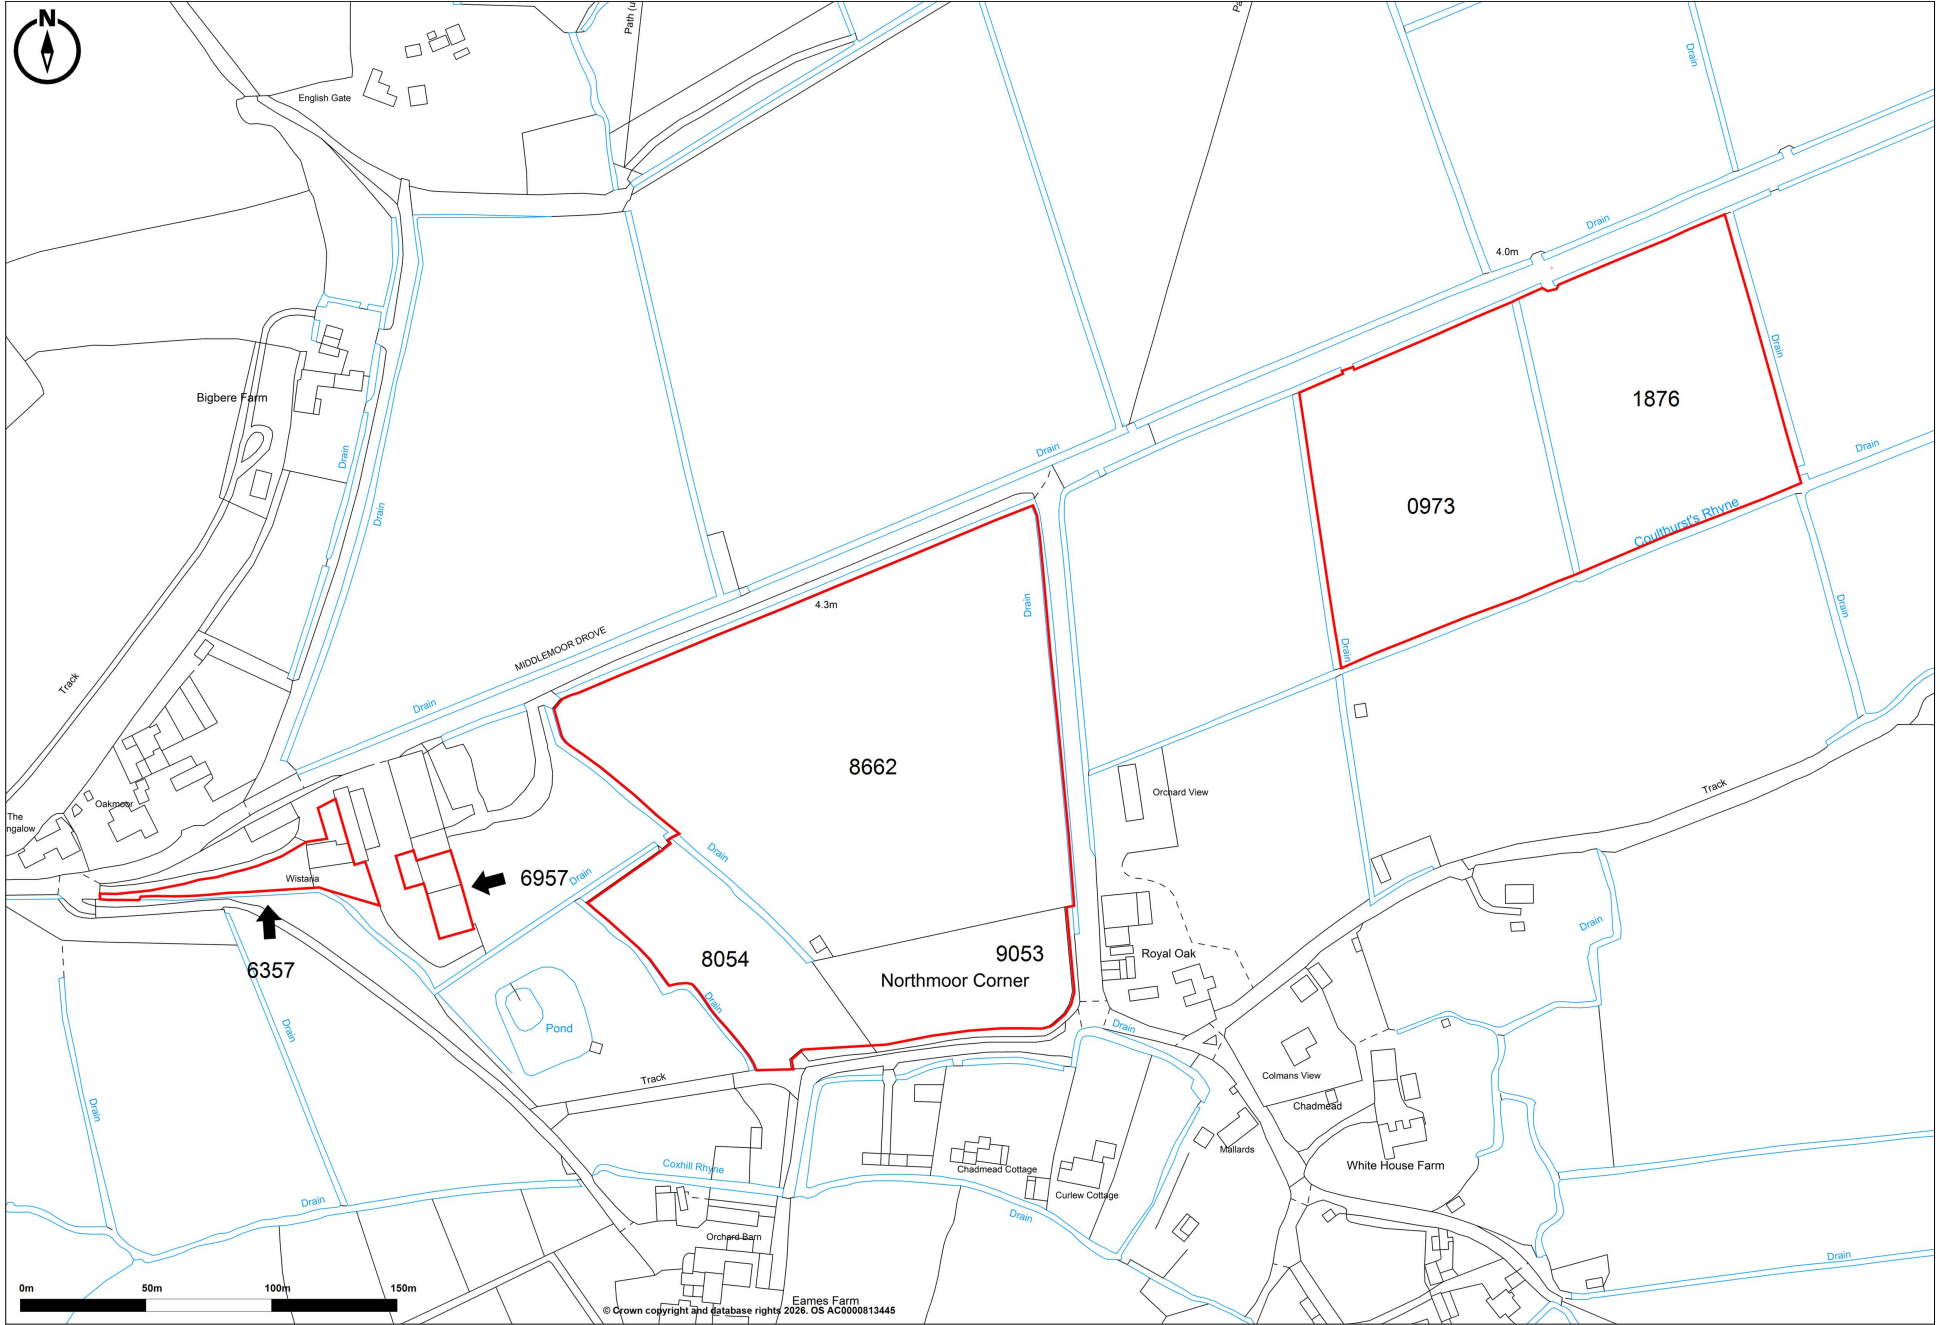 N
Path (u
Pa
English Gate
Drain
Drain
4.0m
Drain
Bigbere Farm
1876
Drain
Drain
Drain
Drain
Drain
0973
Coulthurst's Rhyne
Drain
4.3m
Drain
MIDDLEMOOR DROVE
Drain
Track
Drain
8662
Orchard View
Track
Oakmoor
The
ngalow
Wistaria
6957
Drain
Drain
6357
8054
9053
Northmoor Corner
Royal Oak
Drain
Drain
Pond
Drain
Drain
Drain
Track
Colmans View
Chadmead
Mallards
White House Farm
Coxhill Rhyne
Chadmead Cottage
Curlew Cottage
Drain
Drain
Orchard Barn
Drain
Eames Farm
0m 50m 100m 150m
© Crown copyright and database rights 2026. OS AC0000813445